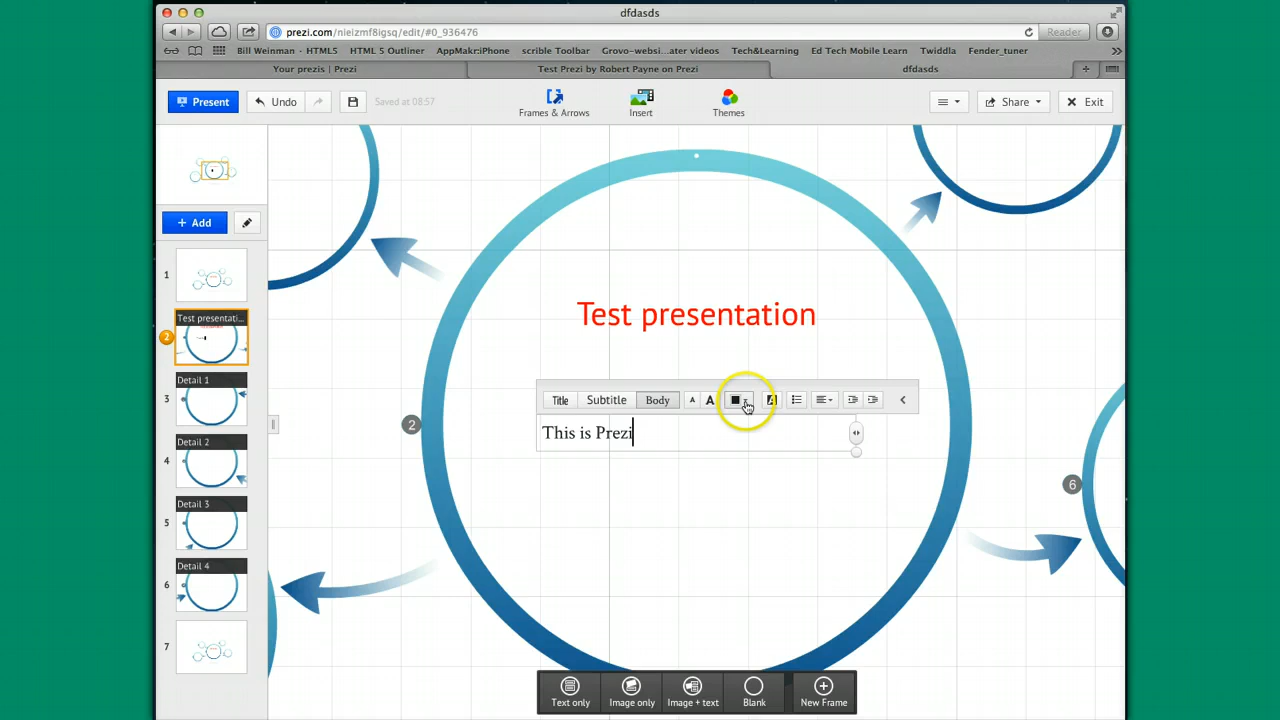 dfdasds
prezi.com/nieizmf8igsq/edit/#0_936476
Reader
Bill Weinman - HTML5 HTML 5 Outliner AppMakr:iPhone scrible Toolbar Grovo-websi...ater videos Tech&Learning Ed Tech Mobile Learn Twiddla Fender_tuner
Your prezis | Prezi
Test Prezi by Robert Payne on Prezi
dfdasds
Present
Undo
Saved at 08:57
Frames & Arrows
Insert
Themes
Share
Exit
+ Add
1
Test presentati...
2
Detail 1
3
Detail 2
4
Detail 3
5
Detail 4
6
7
Test presentation
Title Subtitle Body A A A
This is Prezi
2
6
Text only
Image only
Image + text
Blank
New Frame